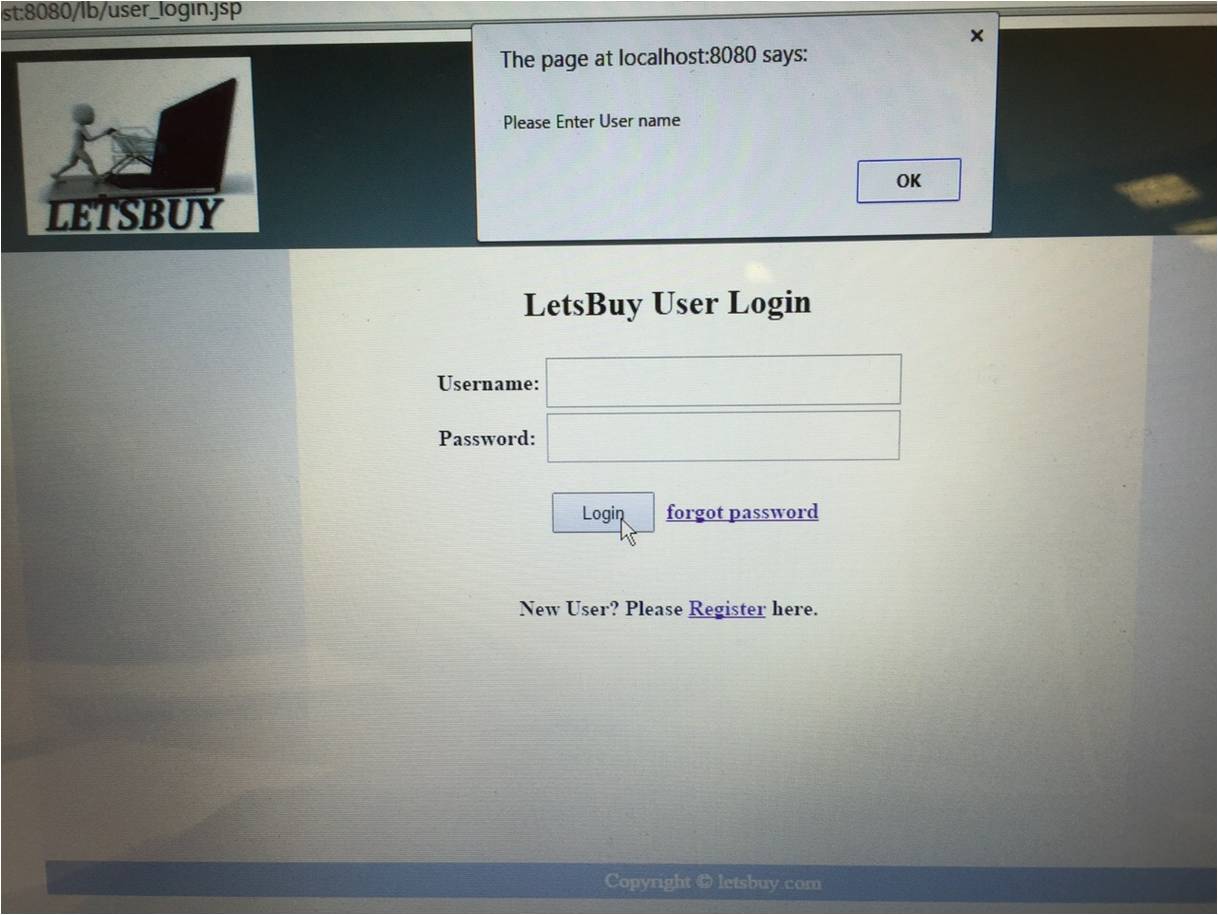 st:8080/lb/user_login.jsp
The page at localhost:8080 says:
Please Enter User name
OK
LETSBUY
LetsBuy User Login
Username:
Password:
Login forgot password
New User? Please Register here.
Copyright © letsbuy.com